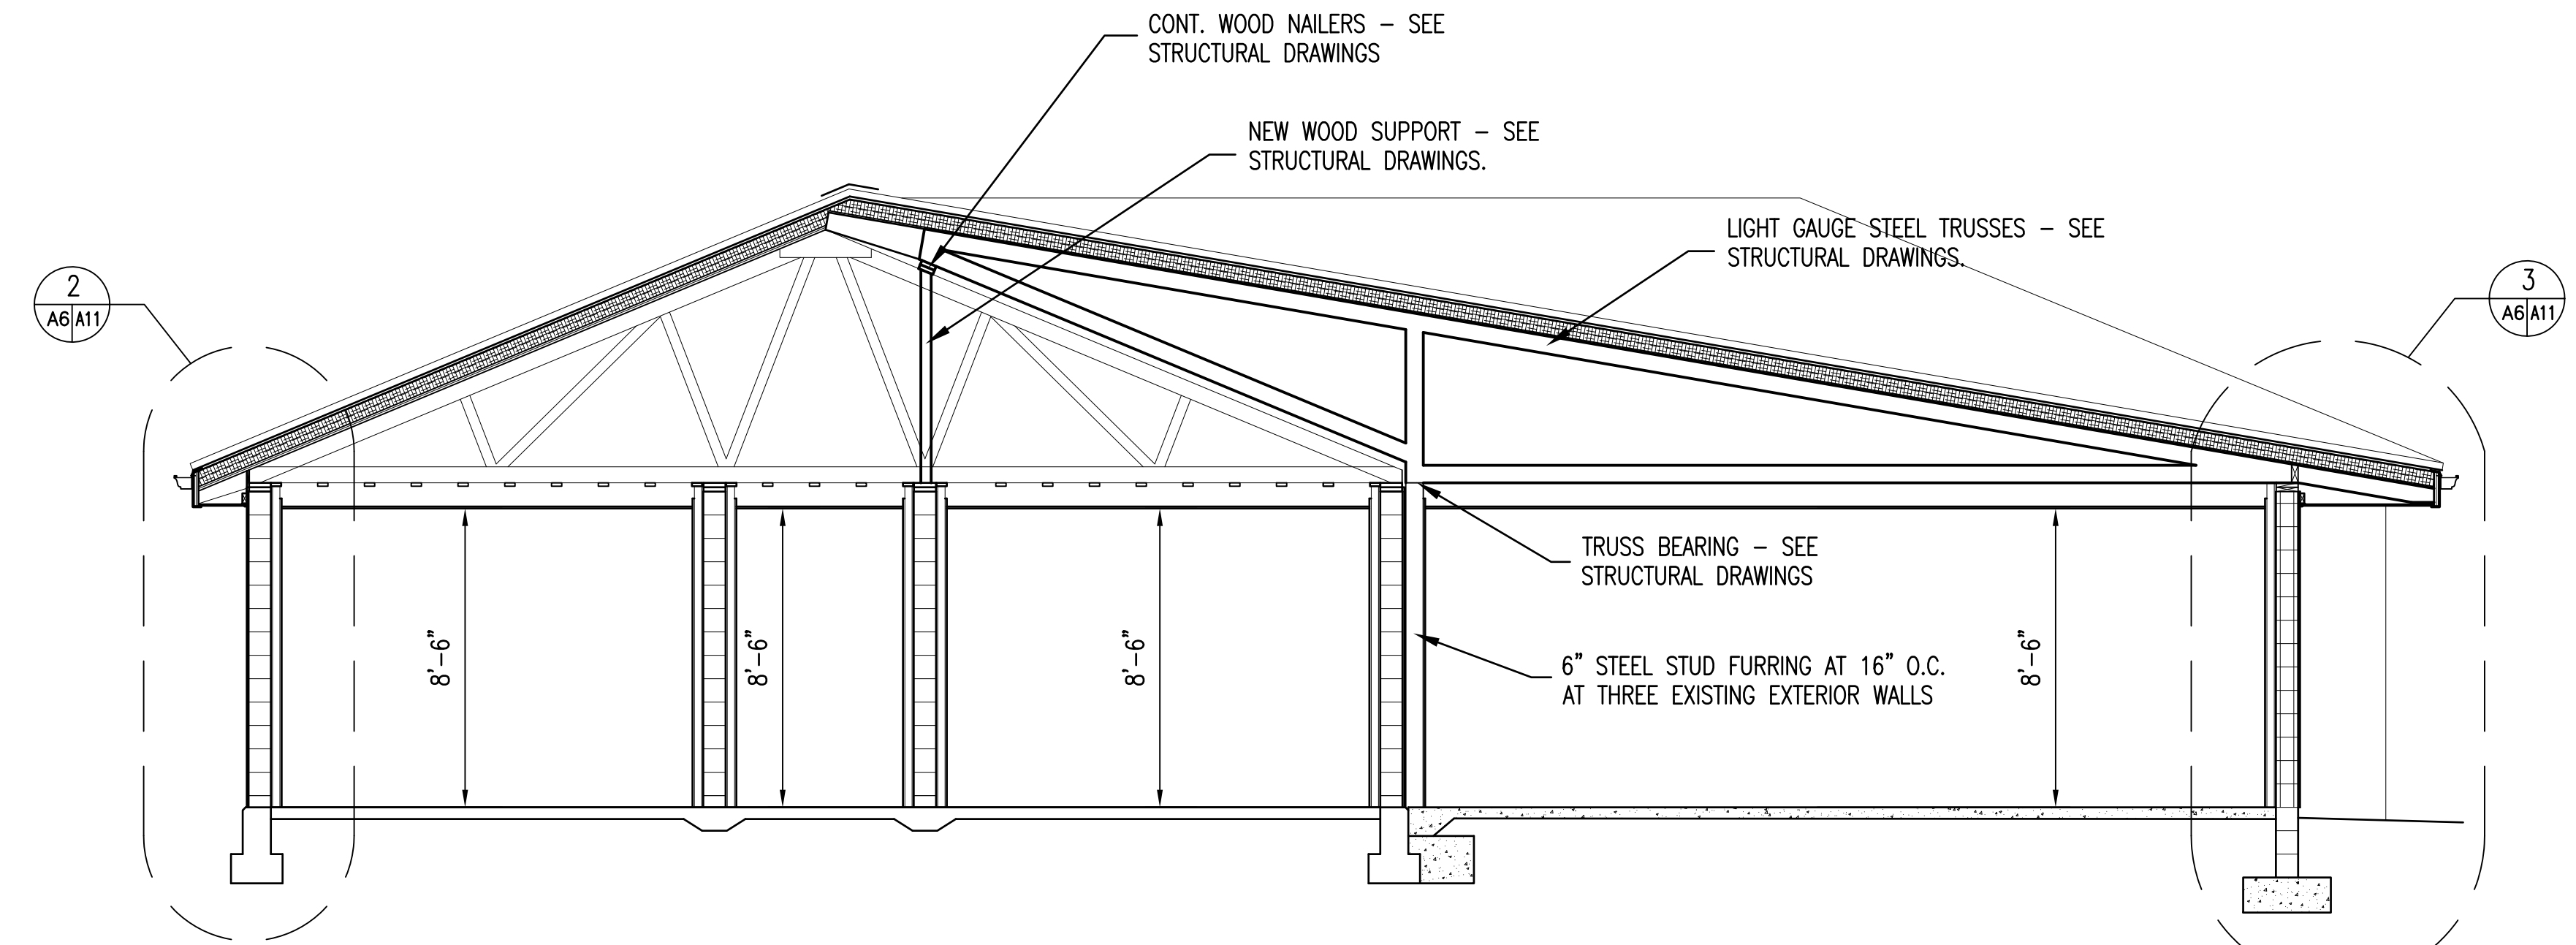 CONT. WOOD NAILERS – SEE
STRUCTURAL DRAWINGS
NEW WOOD SUPPORT – SEE
STRUCTURAL DRAWINGS.
LIGHT GAUGE STEEL TRUSSES – SEE
STRUCTURAL DRAWINGS.
2
A6 A11
3
A6 A11
TRUSS BEARING – SEE
STRUCTURAL DRAWINGS
8'-6"
8'-6"
8'-6"
8'-6"
6" STEEL STUD FURRING AT 16" O.C.
AT THREE EXISTING EXTERIOR WALLS